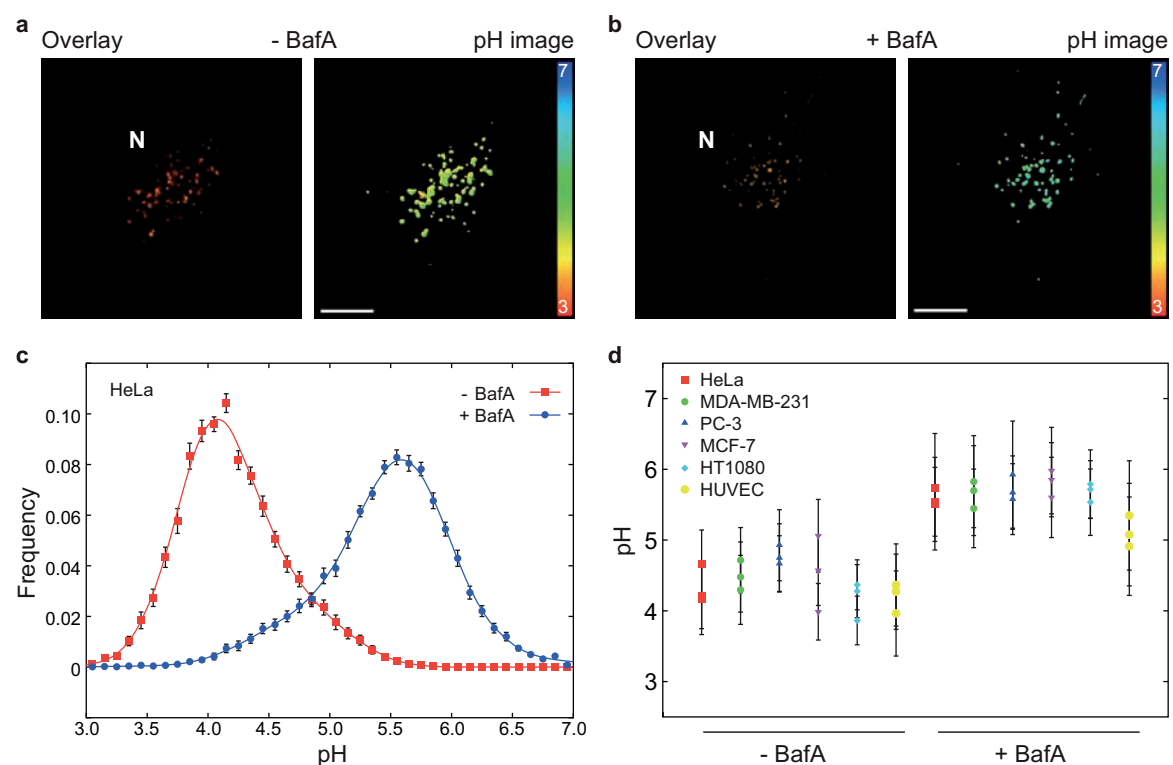 a
Overlay - BafA pH image
N
7
3
b
Overlay + BafA pH image
N
7
3
c
HeLa
- BafA
+ BafA
Frequency
0.10
0.08
0.06
0.04
0.02
0
3.0 3.5 4.0 4.5 5.0 5.5 6.0 6.5 7.0
pH
d
HeLa
MDA-MB-231
PC-3
MCF-7
HT1080
HUVEC
pH
7
6
5
4
3
- BafA + BafA